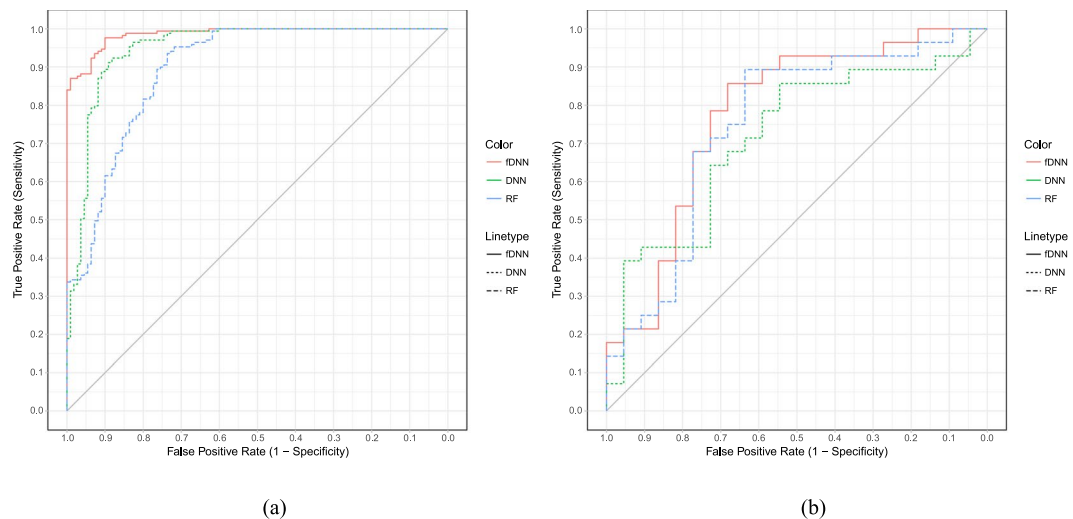 1.0
0.9
0.8
0.7
0.6
0.5
0.4
0.3
0.2
0.1
0.0
True Positive Rate (Sensitivity)
1.0 0.9 0.8 0.7 0.6 0.5 0.4 0.3 0.2 0.1 0.0
False Positive Rate (1 − Specificity)
Color
fDNN
DNN
RF
Linetype
fDNN
DNN
RF
(a)
1.0
0.9
0.8
0.7
0.6
0.5
0.4
0.3
0.2
0.1
0.0
True Positive Rate (Sensitivity)
1.0 0.9 0.8 0.7 0.6 0.5 0.4 0.3 0.2 0.1 0.0
False Positive Rate (1 − Specificity)
Color
fDNN
DNN
RF
Linetype
fDNN
DNN
RF
(b)